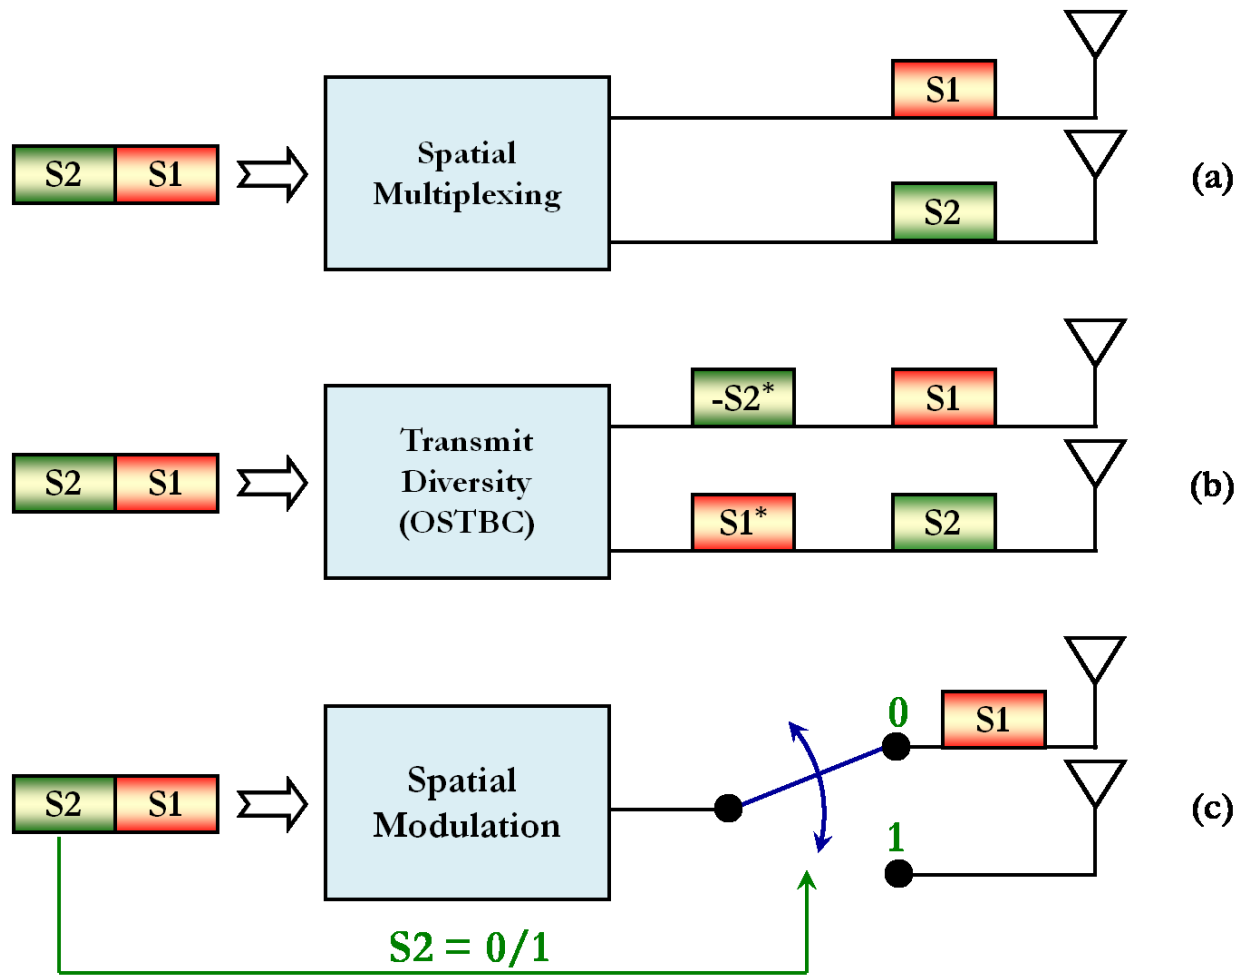 S1
S2 S1
Spatial
Multiplexing
(a)
S2
-S2* S1
S2 S1
Transmit
Diversity
(OSTBC)
(b)
S1* S2
0
S1
S2 S1
Spatial
Modulation
(c)
1
S2 = 0/1